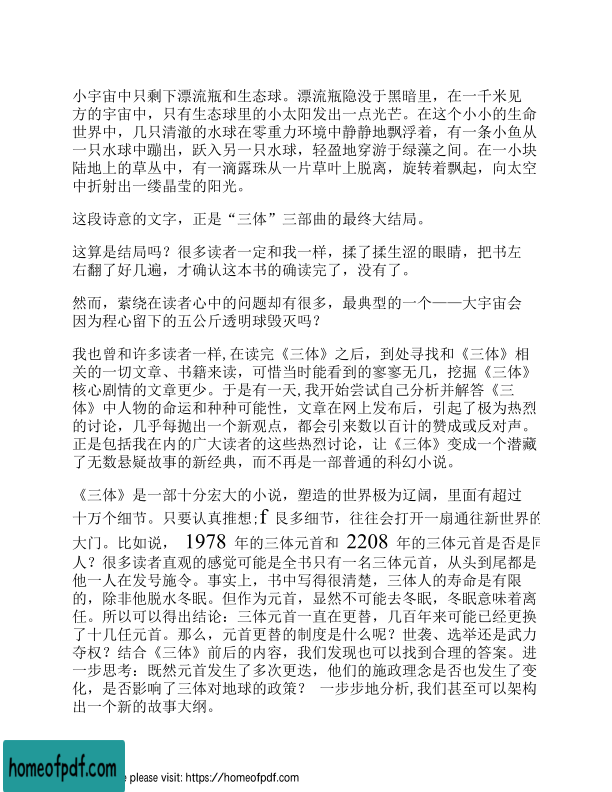 小宇宙中只剩下漂流瓶和生态球。漂流瓶隐没于黑暗里，在一千米见
方的宇宙中，只有生态球里的小太阳发出一点光芒。在这个小小的生命
世界中，几只清澈的水球在零重力环境中静静地飘浮着，有一条小鱼从
一只水球中蹦出，跃入另一只水球，轻盈地穿游于绿藻之间。在一小块
陆地上的草丛中，有一滴露珠从一片草叶上脱离，旋转着飘起，向太空
中折射出一缕晶莹的阳光。
这段诗意的文字，正是“三体”三部曲的最终大结局。
这算是结局吗？很多读者一定和我一样，揉了揉生涩的眼睛，把书左
右翻了好几遍，才确认这本书的确读完了，没有了。
然而，萦绕在读者心中的问题却有很多，最典型的一个——大宇宙会
因为程心留下的五公斤透明球毁灭吗？
我也曾和许多读者一样,在读完《三体》之后，到处寻找和《三体》相
关的一切文章、书籍来读，可惜当时能看到的寥寥无几，挖掘《三体》
核心剧情的文章更少。于是有一天,我开始尝试自己分析并解答《三
体》中人物的命运和种种可能性，文章在网上发布后，引起了极为热烈
的讨论，几乎每抛出一个新观点，都会引来数以百计的赞成或反对声。
正是包括我在内的广大读者的这些热烈讨论，让《三体》变成一个潜藏
了无数悬疑故事的新经典，而不再是一部普通的科幻小说。
《三体》是一部十分宏大的小说，塑造的世界极为辽阔，里面有超过
十万个细节。只要认真推想;f 艮多细节，往往会打开一扇通往新世界的
大门。比如说， 1978 年的三体元首和 2208 年的三体元首是否是同
人？很多读者直观的感觉可能是全书只有一名三体元首，从头到尾都是
他一人在发号施令。事实上，书中写得很清楚，三体人的寿命是有限
的，除非他脱水冬眠。但作为元首，显然不可能去冬眠，冬眠意味着离
任。所以可以得出结论：三体元首一直在更替，几百年来可能已经更换
了十几任元首。那么，元首更替的制度是什么呢？世袭、选举还是武力
夺权？结合《三体》前后的内容，我们发现也可以找到合理的答案。进
一步思考：既然元首发生了多次更迭，他们的施政理念是否也发生了变
化，是否影响了三体对地球的政策？ 一步步地分析,我们甚至可以架构
出一个新的故事大纲。
homeofpdf.com
e please visit: https://homeofpdf.com